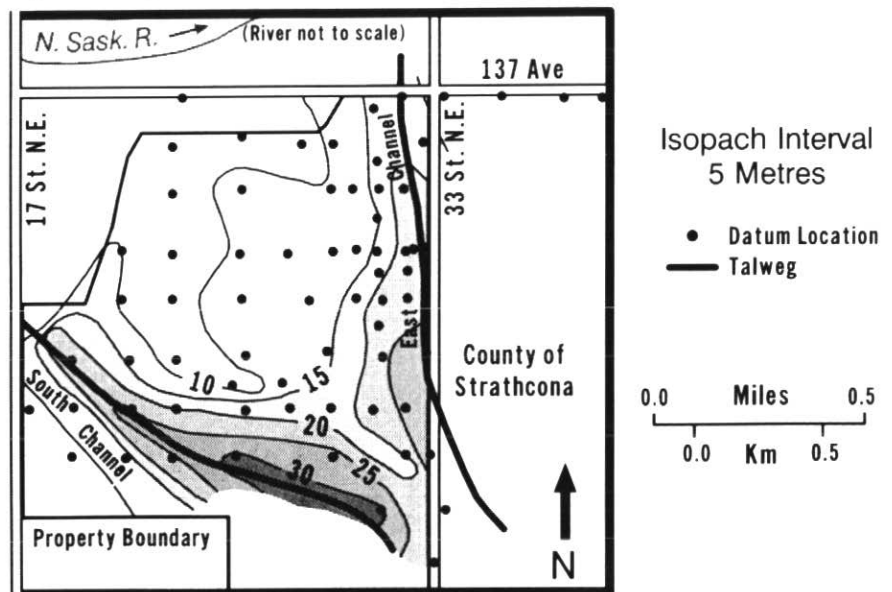 N. Sask. R.
(River not to scale)
137 Ave
17 St. N.E.
Channel
33 St. N.E.
Isopach Interval
5 Metres
Datum Location
Talweg
East
County of
Strathcona
10
15
20
25
30
South
Channel
0.0 Miles 0.5
0.0 Km 0.5
Property Boundary
N